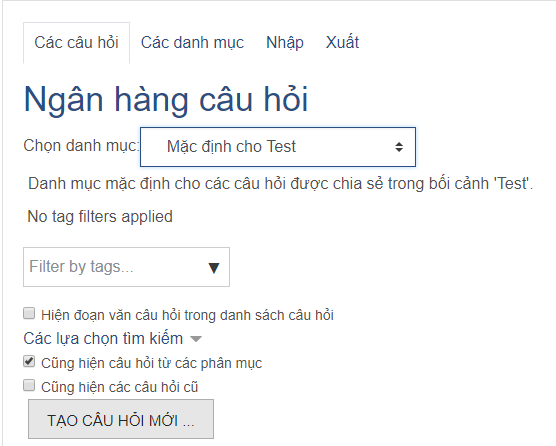 Các câu hỏi Các danh mục Nhập Xuất
Ngân hàng câu hỏi
Chọn danh mục: Mặc định cho Test
Danh mục mặc định cho các câu hỏi được chia sẻ trong bối cảnh 'Test'.
No tag filters applied
Filter by tags...
Hiện đoạn văn câu hỏi trong danh sách câu hỏi
Các lựa chọn tìm kiếm
Cũng hiện câu hỏi từ các phân mục
Cũng hiện các câu hỏi cũ
TẠO CÂU HỎI MỚI ...